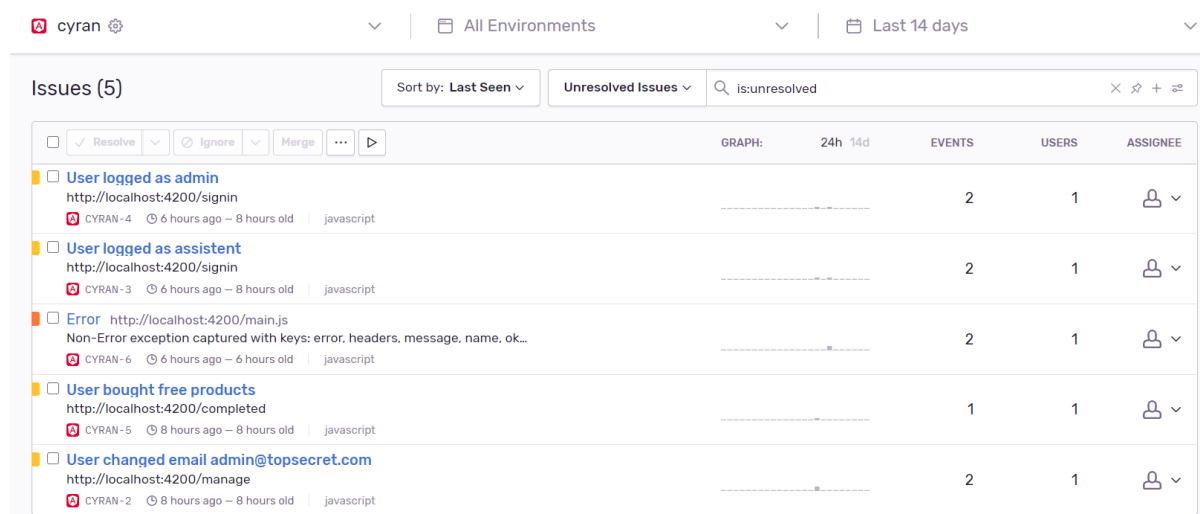 cyran
All Environments
Last 14 days
Issues (5)
Sort by: Last Seen
Unresolved Issues
is:unresolved
Resolve
Ignore
Merge
GRAPH: 24h 14d EVENTS USERS ASSIGNEE
User logged as admin
http://localhost:4200/signin
2 1
CYRAN-4 6 hours ago — 8 hours old javascript
User logged as assistent
http://localhost:4200/signin
2 1
CYRAN-3 6 hours ago — 8 hours old javascript
Error http://localhost:4200/main.js
Non-Error exception captured with keys: error, headers, message, name, ok...
2 1
CYRAN-6 6 hours ago — 6 hours old javascript
User bought free products
http://localhost:4200/completed
1 1
CYRAN-5 8 hours ago — 8 hours old javascript
User changed email admin@topsecret.com
http://localhost:4200/manage
2 1
CYRAN-2 8 hours ago — 8 hours old javascript